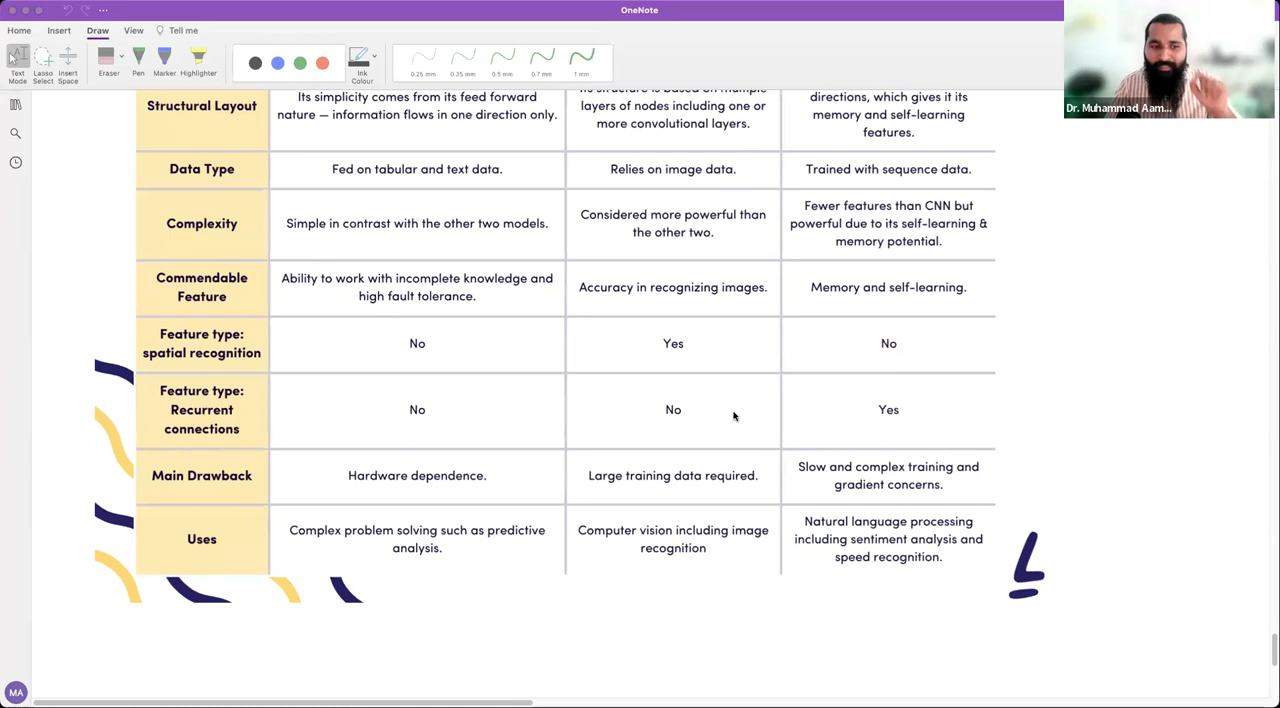 OneNote
Home Insert Draw View Tell me
Text Mode
Lasso Select
Insert Space
Eraser
Pen
Marker
Highlighter
Ink Colour
0.25 mm 0.35 mm 0.5 mm 0.7 mm 1 mm
Dr. Muhammad Aam...
Structural Layout
Its simplicity comes from its feed forward
nature — information flows in one direction only.
Its structure is based on multiple
layers of nodes including one or
more convolutional layers.
directions, which gives it its
memory and self-learning
features.
Data Type
Fed on tabular and text data.
Relies on image data.
Trained with sequence data.
Complexity
Simple in contrast with the other two models.
Considered more powerful than
the other two.
Fewer features than CNN but
powerful due to its self-learning &
memory potential.
Commendable
Feature
Ability to work with incomplete knowledge and
high fault tolerance.
Accuracy in recognizing images.
Memory and self-learning.
Feature type:
spatial recognition
No
Yes
No
Feature type:
Recurrent
connections
No
No
Yes
Main Drawback
Hardware dependence.
Large training data required.
Slow and complex training and
gradient concerns.
Uses
Complex problem solving such as predictive
analysis.
Computer vision including image
recognition
Natural language processing
including sentiment analysis and
speed recognition.
L
MA